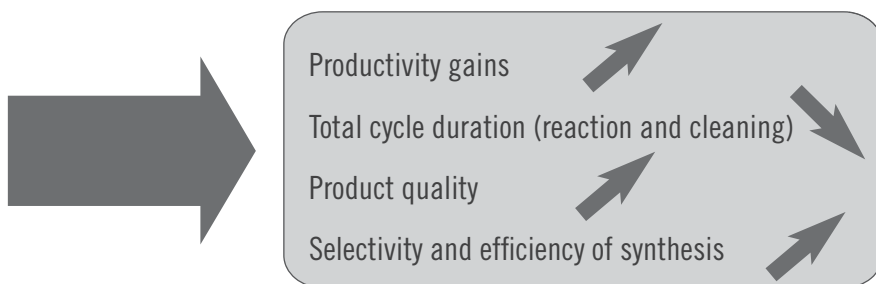 Productivity gains
Total cycle duration (reaction and cleaning)
Product quality
Selectivity and efficiency of synthesis